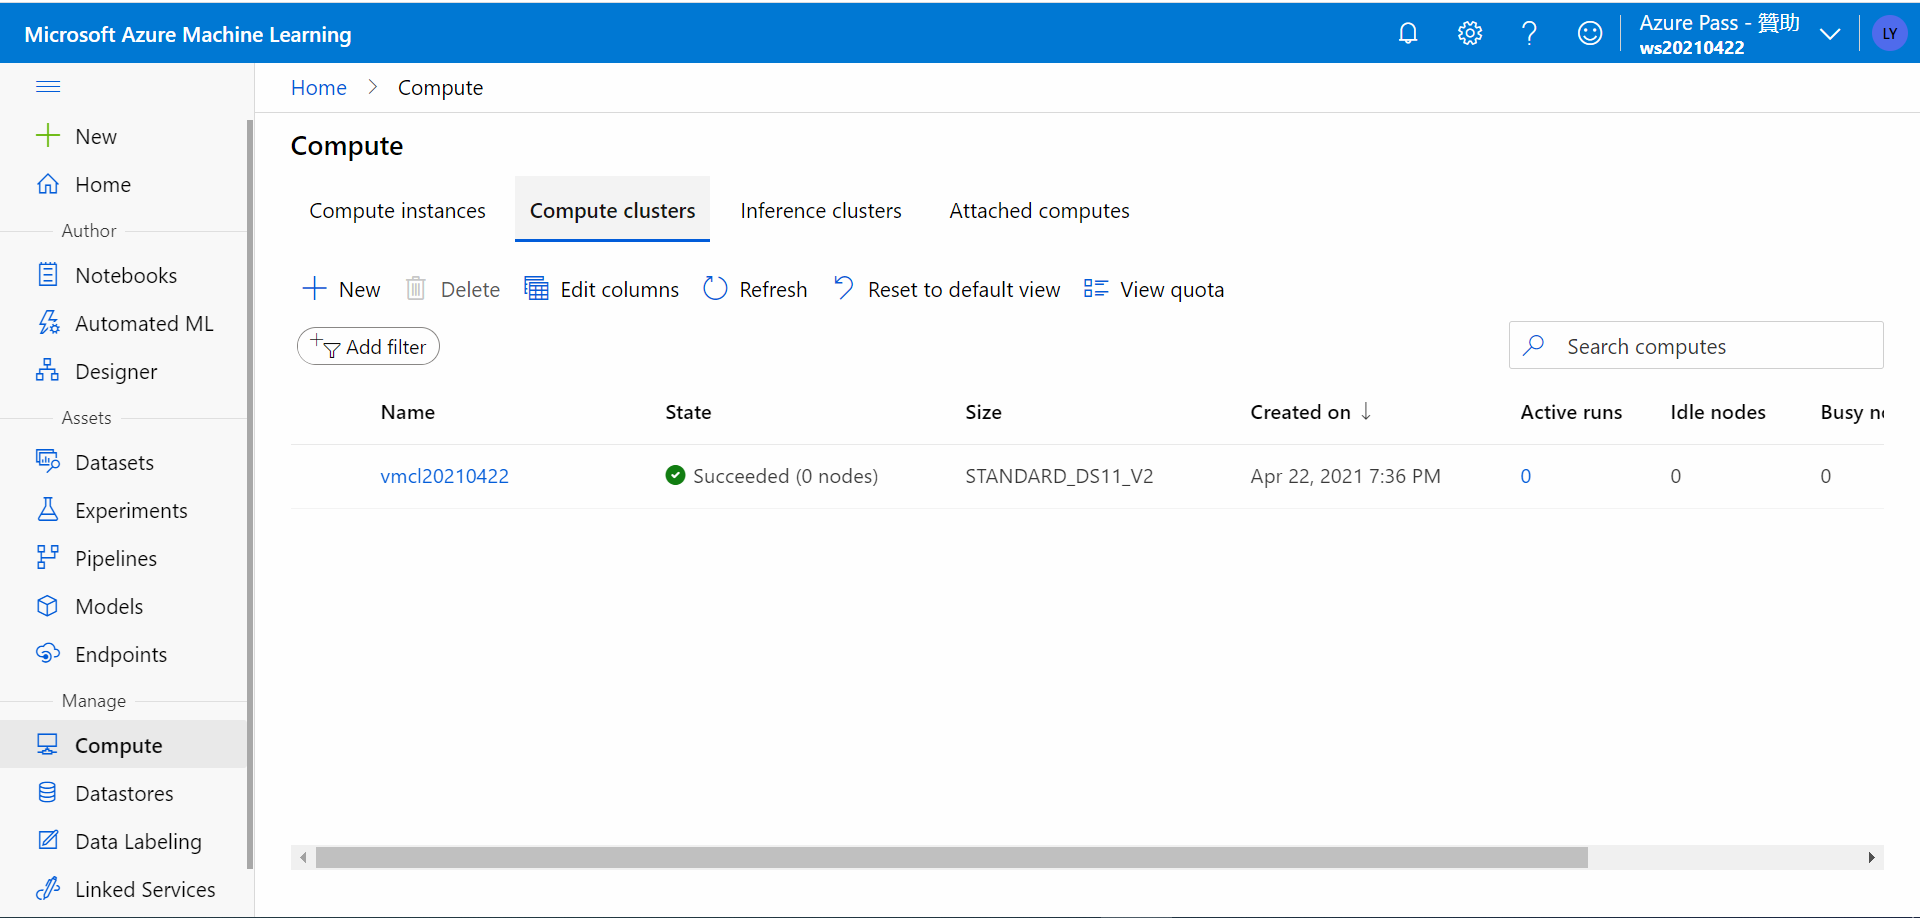 Microsoft Azure Machine Learning
Azure Pass - 贊助
ws20210422
LY
New
Home
Author
Notebooks
Automated ML
Designer
Assets
Datasets
Experiments
Pipelines
Models
Endpoints
Manage
Compute
Datastores
Data Labeling
Linked Services
Home > Compute
Compute
Compute instances Compute clusters Inference clusters Attached computes
New Delete Edit columns Refresh Reset to default view View quota
Add filter Search computes
Name State Size Created on ↓ Active runs Idle nodes Busy
vmcl20210422 Succeeded (0 nodes) STANDARD_DS11_V2 Apr 22, 2021 7:36 PM 0 0 0